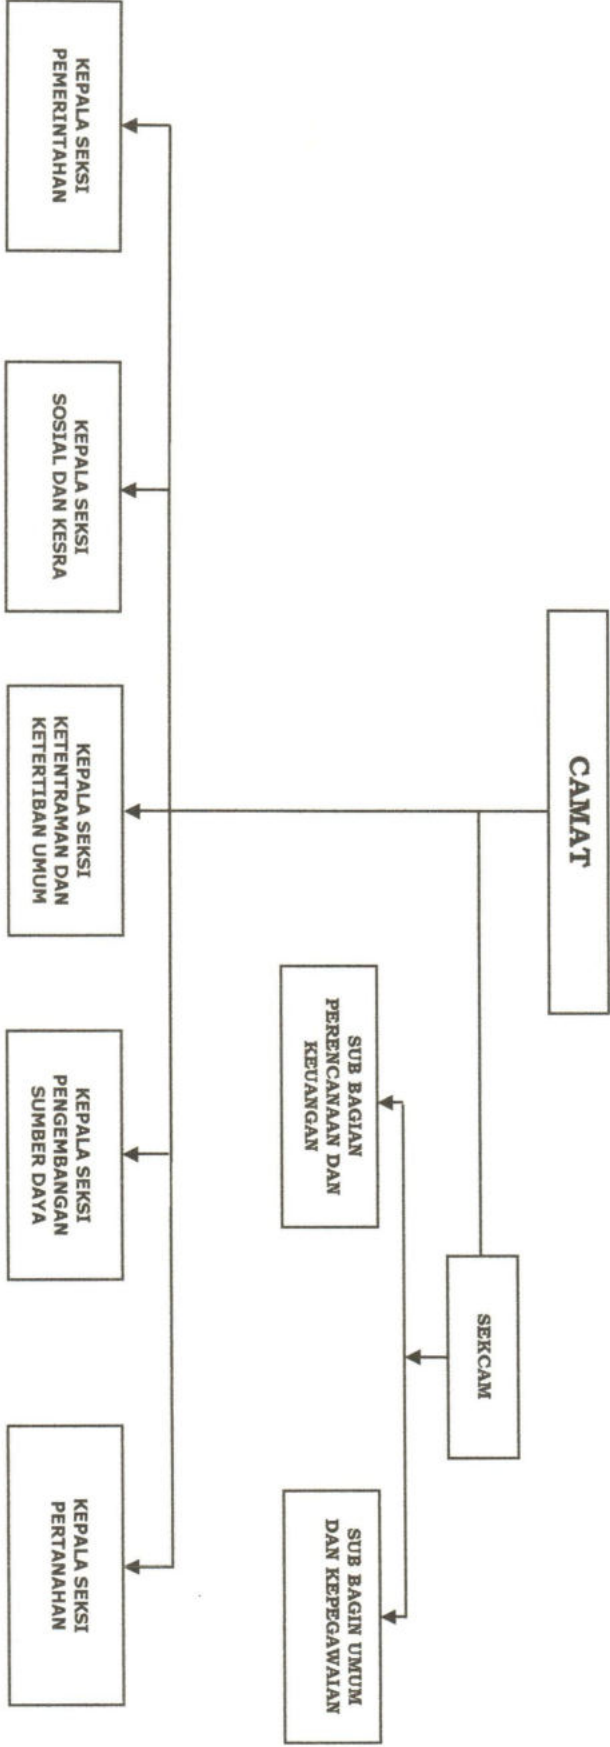 CAMAT
SEKCAM
SUB BAGIAN
PERENCANAAN DAN
KEUANGAN
SUB BAGIN UMUM
DAN KEPEGAWAIAN
KEPALA SEKSI
PEMERINTAHAN
KEPALA SEKSI
SOSIAL DAN KESRA
KEPALA SEKSI
KETENTRAMAN DAN
KETERTIBAN UMUM
KEPALA SEKSI
PENGEMBANGAN
SUMBER DAYA
KEPALA SEKSI
PERTANAHAN